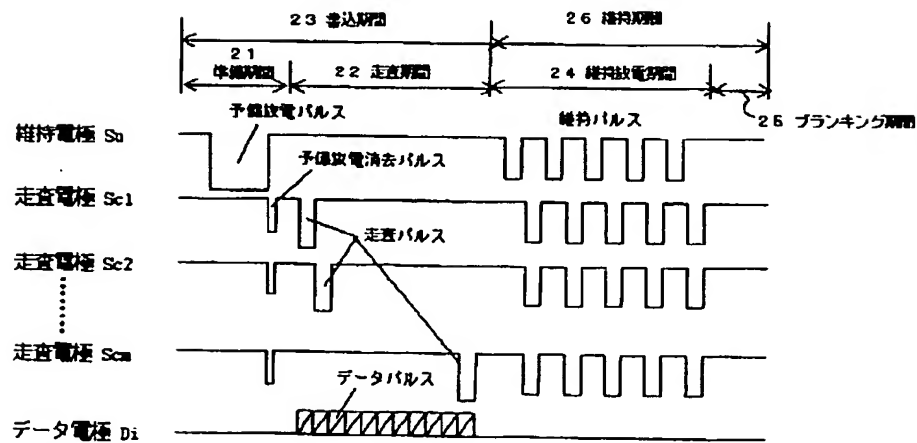 23 書込期間
26 維持期間
21
準備期間
22 走査期間
24 維持放電期間
予備放電パルス
維持パルス
25 ブランキング期間
維持電極 Su
予備放電消去パルス
走査電極 Sc1
走査パルス
走査電極 Sc2
走査電極 Scm
データパルス
データ電極 Di